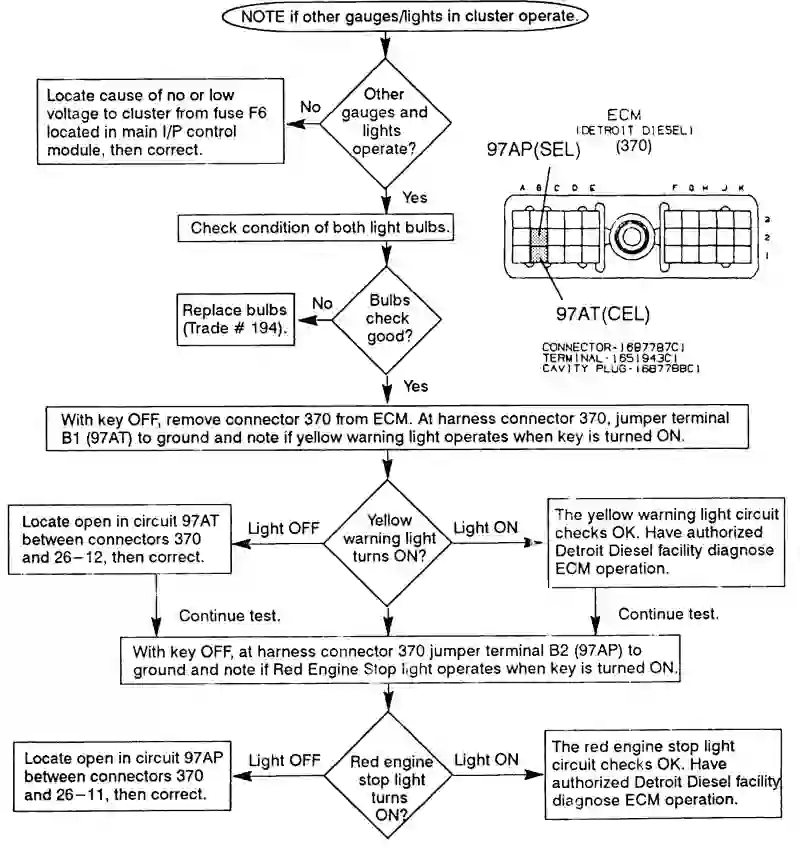 NOTE if other gauges/lights in cluster operate.
Locate cause of no or low
voltage to cluster from fuse F6
located in main I/P control
module, then correct.
No
Other
gauges and
lights
operate?
Yes
ECM
(DETROIT DIESEL)
(370)
97AP(SEL)
A B C D E
F G H J K
3
2
1
97AT(CEL)
CONNECTOR-1687787C1
TERMINAL-1651943C1
CAVITY PLUG-1687788C1
Check condition of both light bulbs.
Replace bulbs
(Trade # 194).
No
Bulbs
check
good?
Yes
With key OFF, remove connector 370 from ECM. At harness connector 370, jumper terminal
B1 (97AT) to ground and note if yellow warning light operates when key is turned ON.
Locate open in circuit 97AT
between connectors 370
and 26–12, then correct.
Light OFF
Yellow
warning light
turns ON?
Light ON
The yellow warning light circuit
checks OK. Have authorized
Detroit Diesel facility diagnose
ECM operation.
Continue test.
Continue test.
With key OFF, at harness connector 370 jumper terminal B2 (97AP) to
ground and note if Red Engine Stop light operates when key is turned ON.
Locate open in circuit 97AP
between connectors 370
and 26–11, then correct.
Light OFF
Red engine
stop light
turns
ON?
Light ON
The red engine stop light
circuit checks OK. Have
authorized Detroit Diesel facility
diagnose ECM operation.